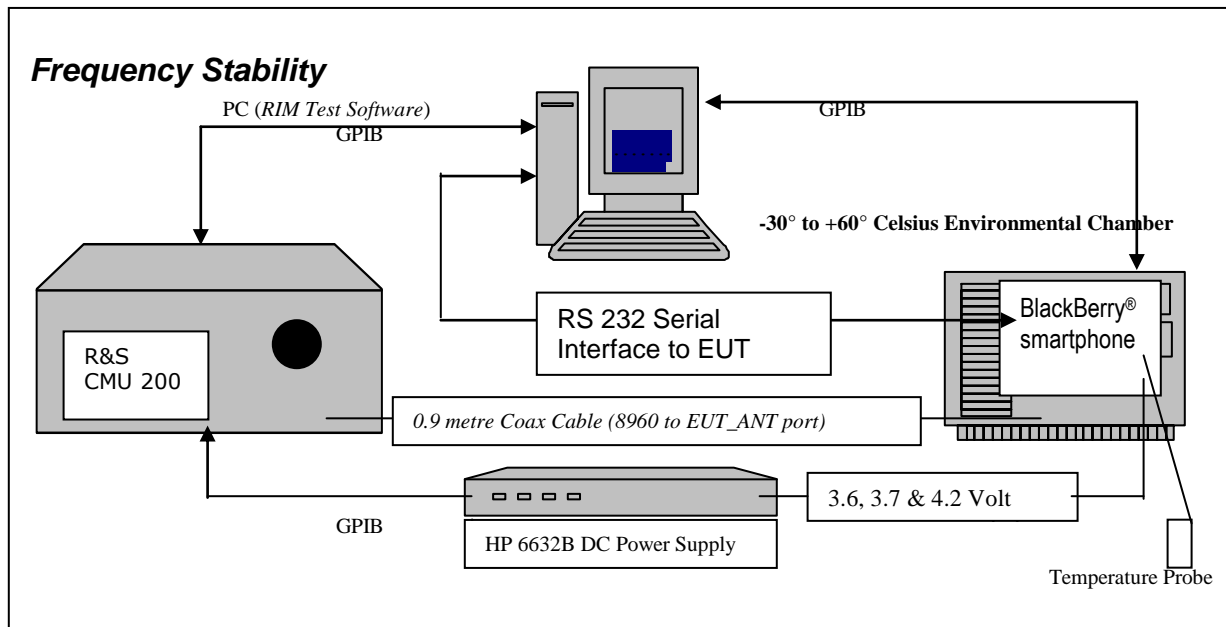 Frequency Stability
PC (RIM Test Software)
GPIB
GPIB
-30° to +60° Celsius Environmental Chamber
RS 232 Serial
Interface to EUT
BlackBerry®
smartphone
R&S
CMU 200
0.9 metre Coax Cable (8960 to EUT_ANT port)
3.6, 3.7 & 4.2 Volt
GPIB
HP 6632B DC Power Supply
Temperature Probe